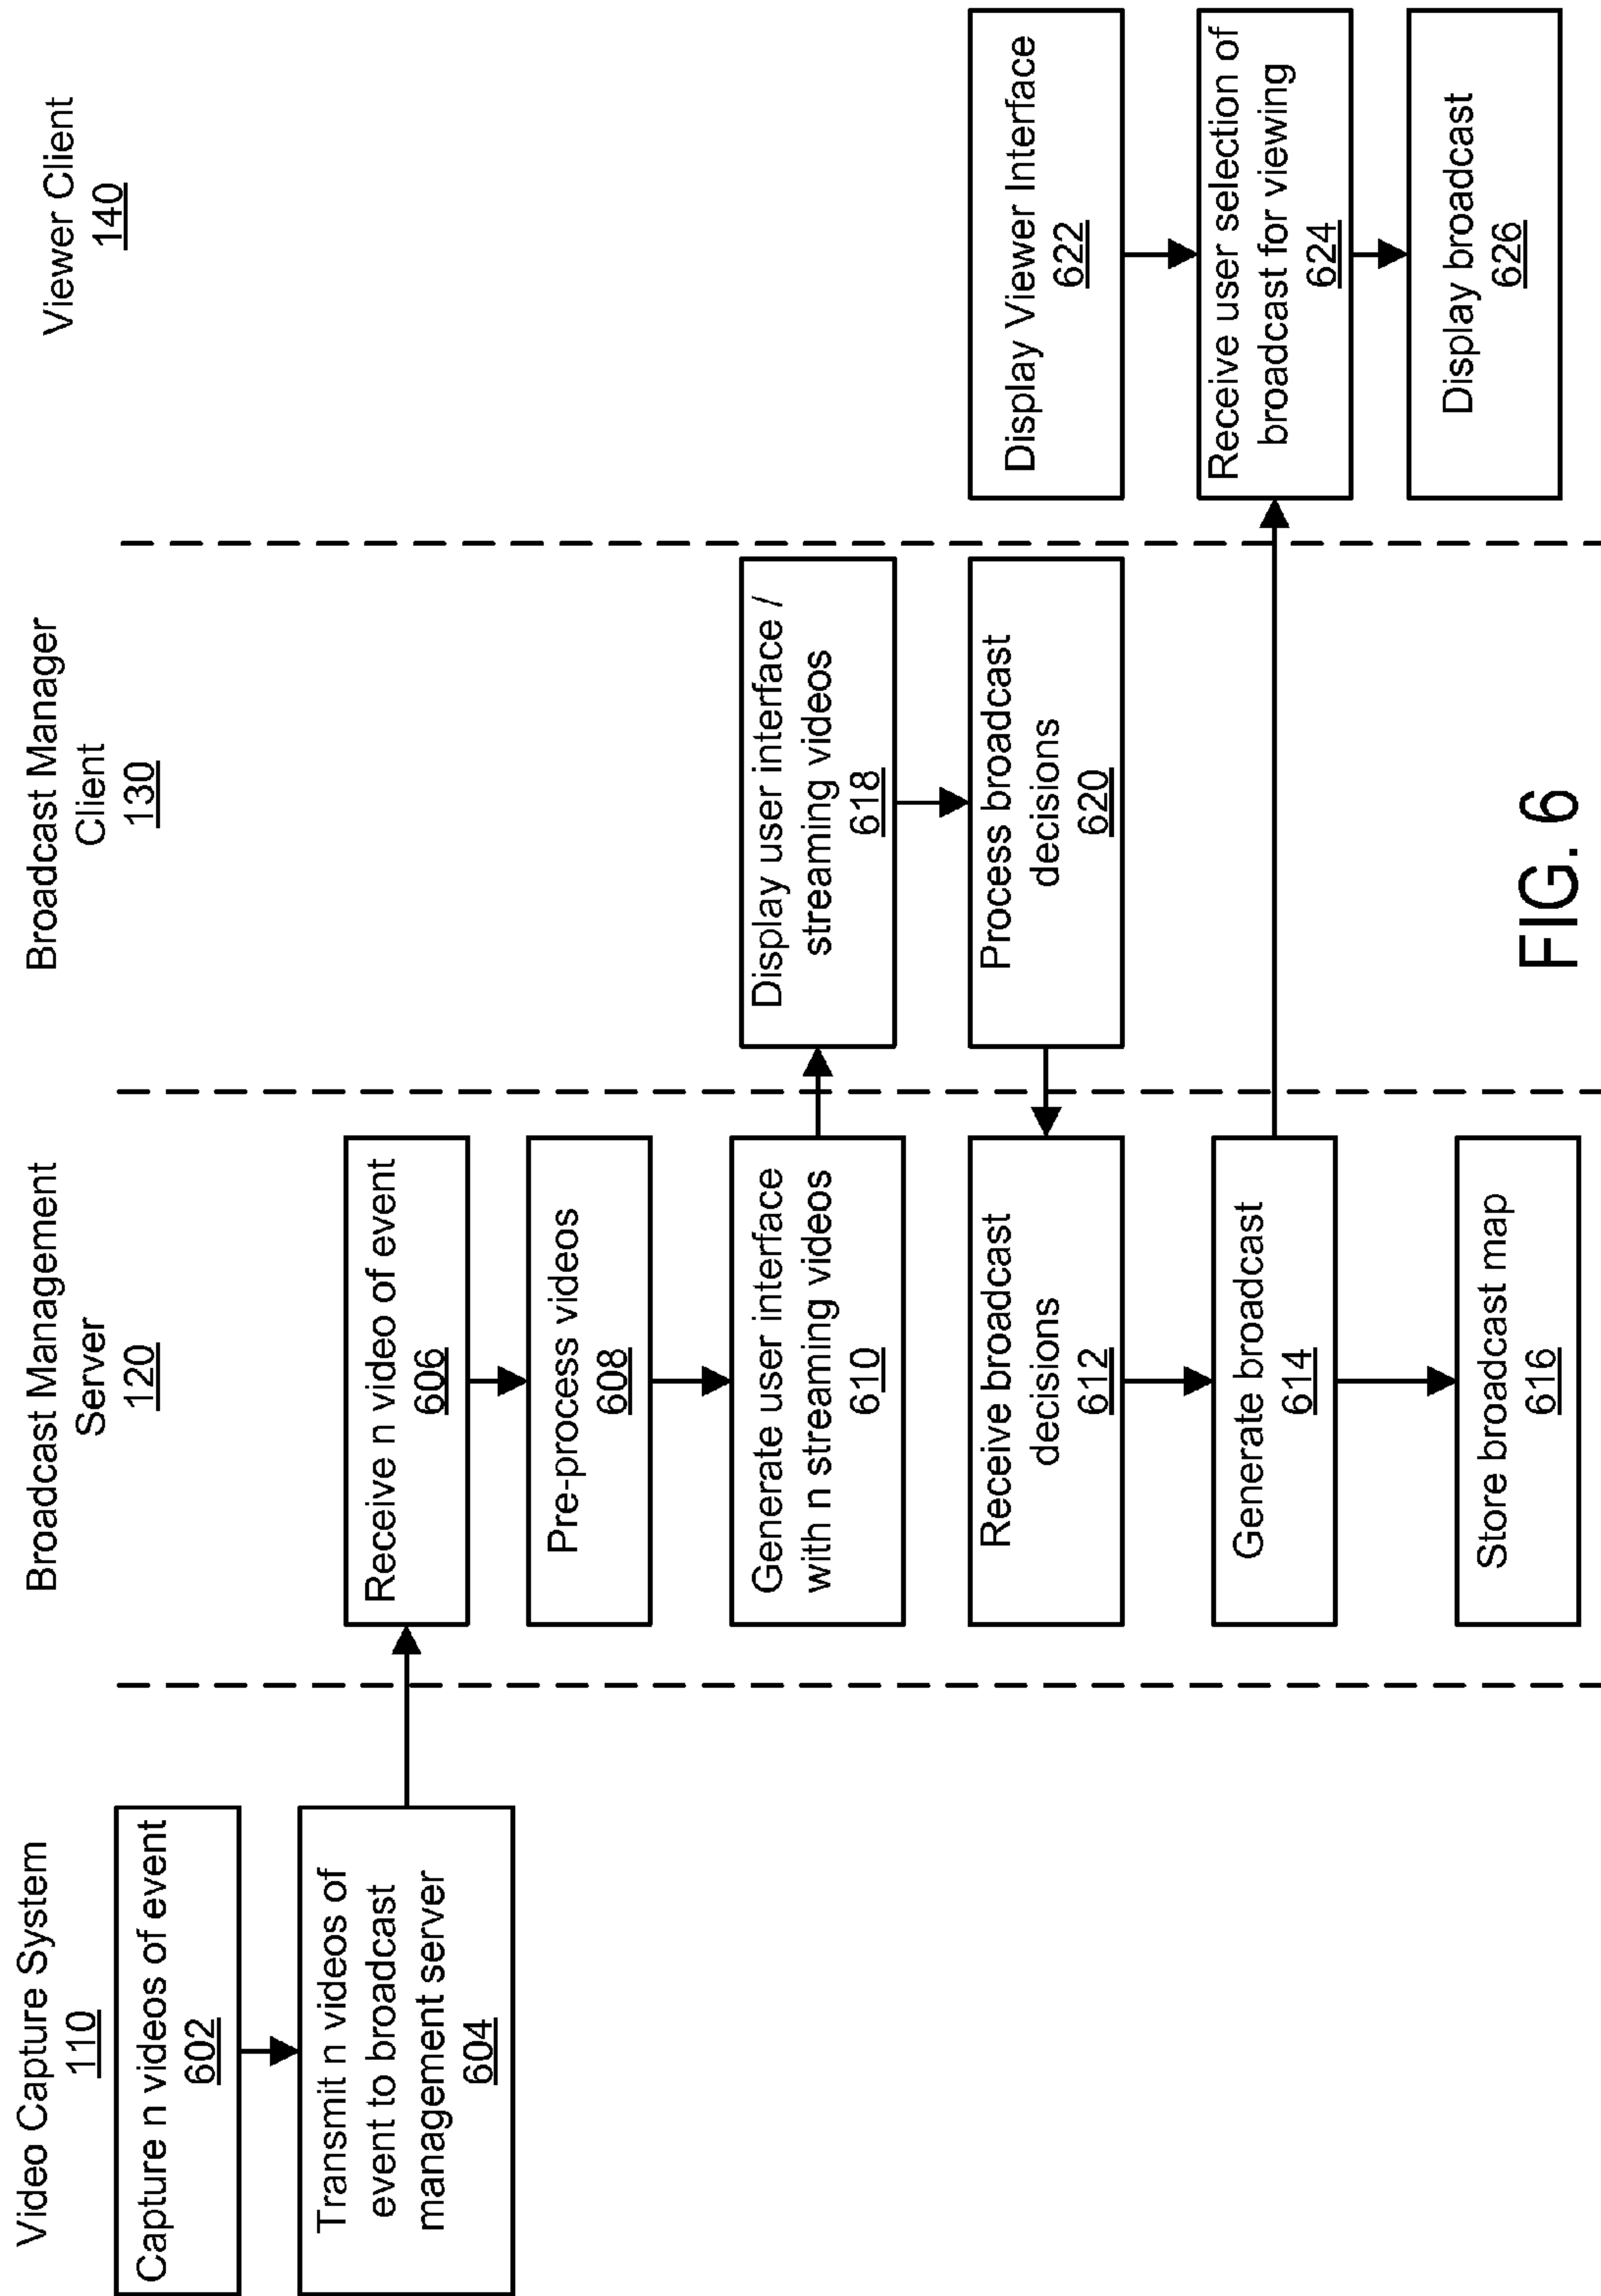 Video Capture System
110
Capture n videos of event
602
Transmit n videos of
event to broadcast
management server
604
Broadcast Management
Server
120
Receive n video of event
606
Pre-process videos
608
Generate user interface
with n streaming videos
610
Receive broadcast
decisions
612
Generate broadcast
614
Store broadcast map
616
Broadcast Manager
Client
130
Display user interface /
streaming videos
618
Process broadcast
decisions
620
Viewer Client
140
Display Viewer Interface
622
Receive user selection of
broadcast for viewing
624
Display broadcast
626
FIG. 6